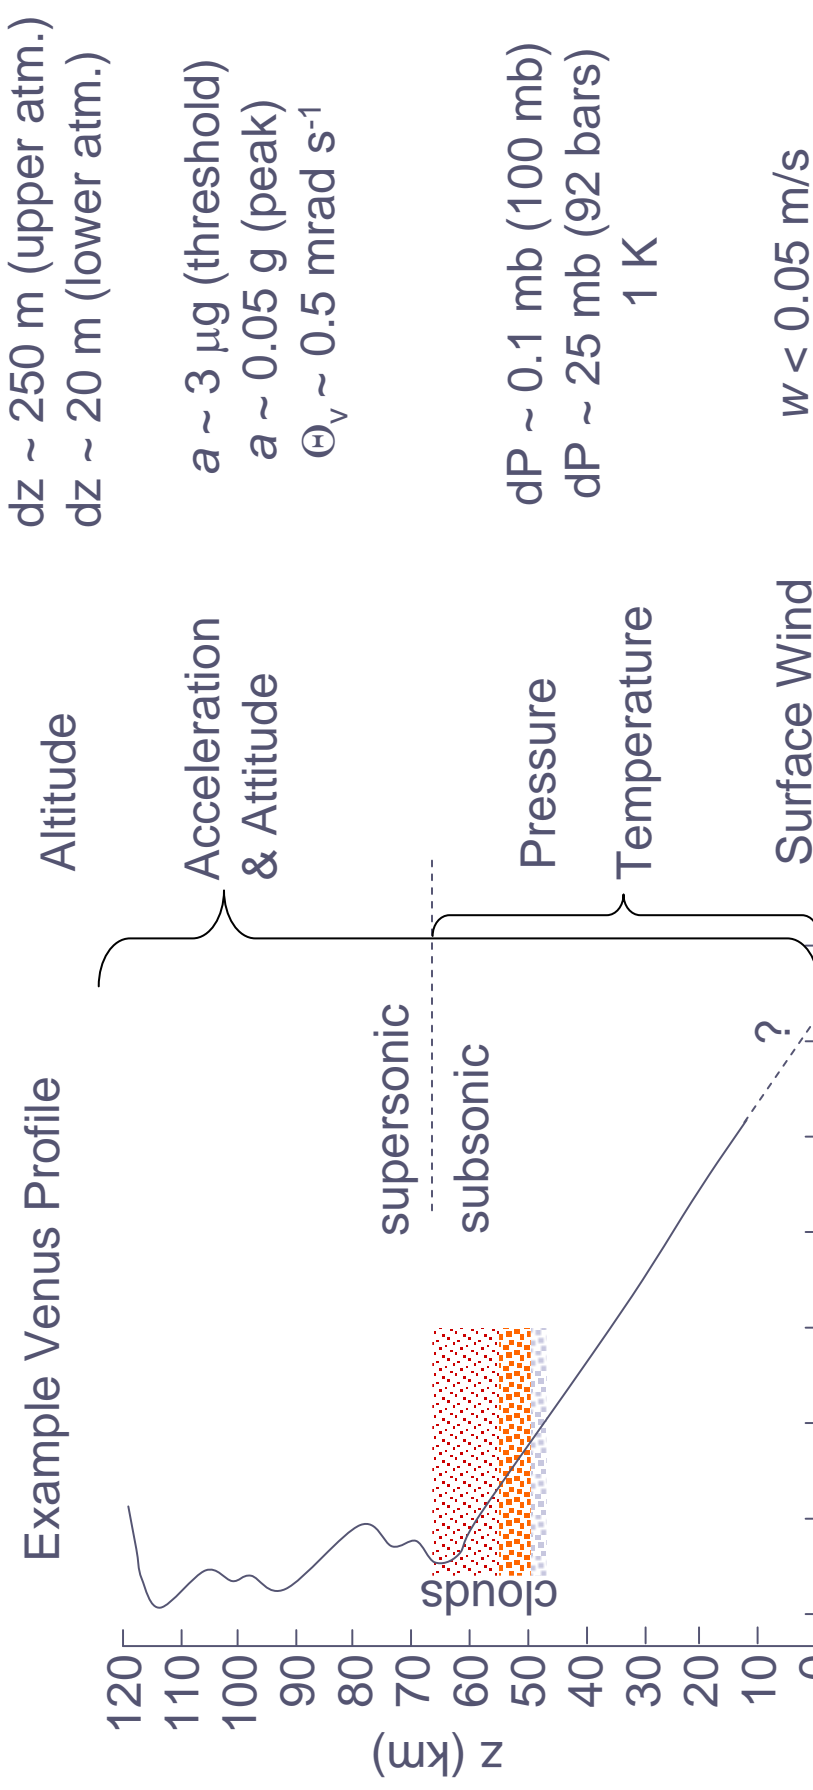 Example Venus Profile
z (km)
120
110
100
90
80
70
60
50
40
30
20
10
0
clouds
supersonic
subsonic
?
Altitude
dz ~ 250 m (upper atm.)
dz ~ 20 m (lower atm.)
Acceleration
& Attitude
a ~ 3 μg (threshold)
a ~ 0.05 g (peak)
Θv ~ 0.5 mrad s-1
Pressure
dP ~ 0.1 mb (100 mb)
dP ~ 25 mb (92 bars)
Temperature
1 K
Surface Wind
w < 0.05 m/s